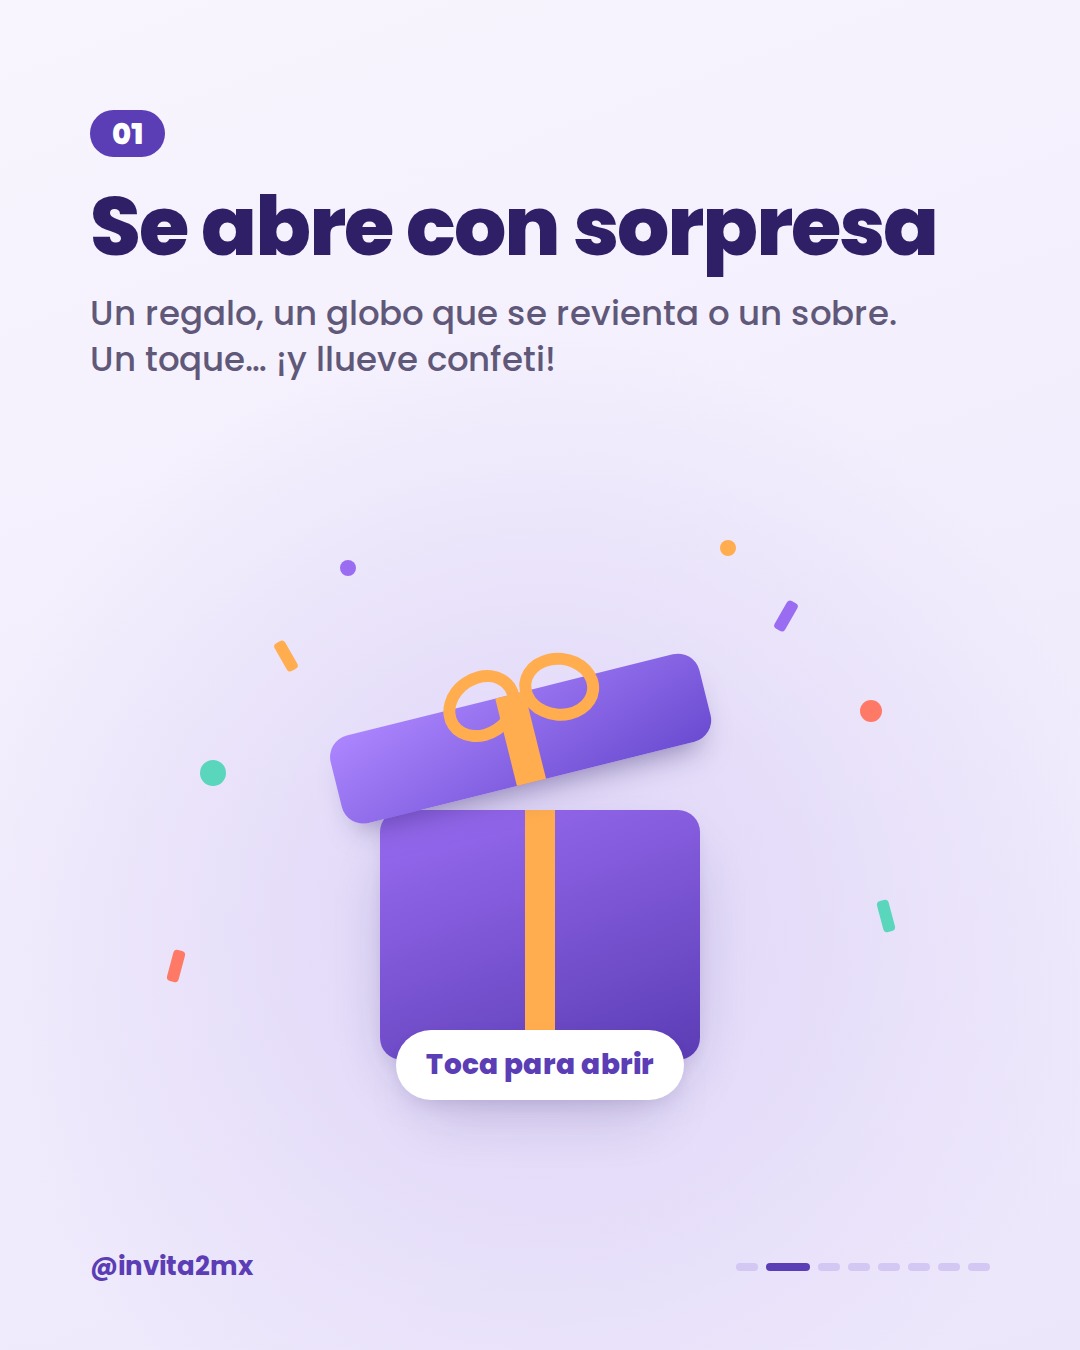 01
Se abre con sorpresa
Un regalo, un globo que se revienta o un sobre.
Un toque... ¡y llueve confeti!
Toca para abrir
@invita2mx